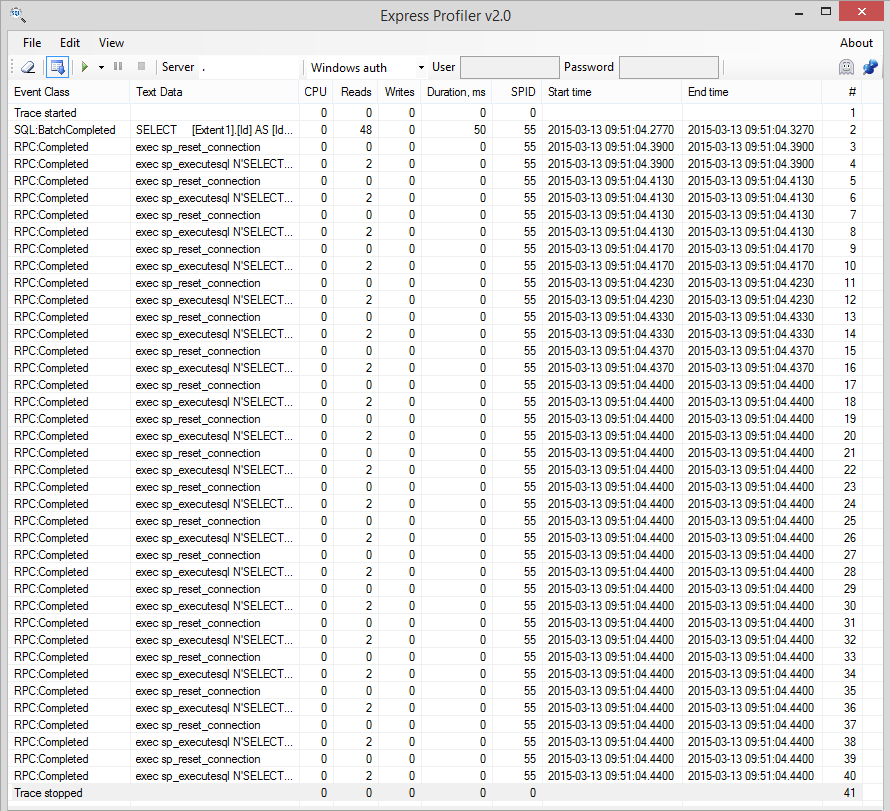 Express Profiler v2.0
File Edit View About
Server . Windows auth User Password
Event Class Text Data CPU Reads Writes Duration, ms SPID Start time End time #
Trace started 0 0 0 0 0 1
SQL:BatchCompleted SELECT [Extent1].[Id] AS [Id... 0 48 0 50 55 2015-03-13 09:51:04.2770 2015-03-13 09:51:04.3270 2
RPC:Completed exec sp_reset_connection 0 0 0 0 55 2015-03-13 09:51:04.3900 2015-03-13 09:51:04.3900 3
RPC:Completed exec sp_executesql N'SELECT... 0 2 0 0 55 2015-03-13 09:51:04.3900 2015-03-13 09:51:04.3900 4
RPC:Completed exec sp_reset_connection 0 0 0 0 55 2015-03-13 09:51:04.4130 2015-03-13 09:51:04.4130 5
RPC:Completed exec sp_executesql N'SELECT... 0 2 0 0 55 2015-03-13 09:51:04.4130 2015-03-13 09:51:04.4130 6
RPC:Completed exec sp_reset_connection 0 0 0 0 55 2015-03-13 09:51:04.4130 2015-03-13 09:51:04.4130 7
RPC:Completed exec sp_executesql N'SELECT... 0 2 0 0 55 2015-03-13 09:51:04.4130 2015-03-13 09:51:04.4130 8
RPC:Completed exec sp_reset_connection 0 0 0 0 55 2015-03-13 09:51:04.4170 2015-03-13 09:51:04.4170 9
RPC:Completed exec sp_executesql N'SELECT... 0 2 0 0 55 2015-03-13 09:51:04.4170 2015-03-13 09:51:04.4170 10
RPC:Completed exec sp_reset_connection 0 0 0 0 55 2015-03-13 09:51:04.4230 2015-03-13 09:51:04.4230 11
RPC:Completed exec sp_executesql N'SELECT... 0 2 0 0 55 2015-03-13 09:51:04.4230 2015-03-13 09:51:04.4230 12
RPC:Completed exec sp_reset_connection 0 0 0 0 55 2015-03-13 09:51:04.4330 2015-03-13 09:51:04.4330 13
RPC:Completed exec sp_executesql N'SELECT... 0 2 0 0 55 2015-03-13 09:51:04.4330 2015-03-13 09:51:04.4330 14
RPC:Completed exec sp_reset_connection 0 0 0 0 55 2015-03-13 09:51:04.4370 2015-03-13 09:51:04.4370 15
RPC:Completed exec sp_executesql N'SELECT... 0 2 0 0 55 2015-03-13 09:51:04.4370 2015-03-13 09:51:04.4370 16
RPC:Completed exec sp_reset_connection 0 0 0 0 55 2015-03-13 09:51:04.4400 2015-03-13 09:51:04.4400 17
RPC:Completed exec sp_executesql N'SELECT... 0 2 0 0 55 2015-03-13 09:51:04.4400 2015-03-13 09:51:04.4400 18
RPC:Completed exec sp_reset_connection 0 0 0 0 55 2015-03-13 09:51:04.4400 2015-03-13 09:51:04.4400 19
RPC:Completed exec sp_executesql N'SELECT... 0 2 0 0 55 2015-03-13 09:51:04.4400 2015-03-13 09:51:04.4400 20
RPC:Completed exec sp_reset_connection 0 0 0 0 55 2015-03-13 09:51:04.4400 2015-03-13 09:51:04.4400 21
RPC:Completed exec sp_executesql N'SELECT... 0 2 0 0 55 2015-03-13 09:51:04.4400 2015-03-13 09:51:04.4400 22
RPC:Completed exec sp_reset_connection 0 0 0 0 55 2015-03-13 09:51:04.4400 2015-03-13 09:51:04.4400 23
RPC:Completed exec sp_executesql N'SELECT... 0 2 0 0 55 2015-03-13 09:51:04.4400 2015-03-13 09:51:04.4400 24
RPC:Completed exec sp_reset_connection 0 0 0 0 55 2015-03-13 09:51:04.4400 2015-03-13 09:51:04.4400 25
RPC:Completed exec sp_executesql N'SELECT... 0 2 0 0 55 2015-03-13 09:51:04.4400 2015-03-13 09:51:04.4400 26
RPC:Completed exec sp_reset_connection 0 0 0 0 55 2015-03-13 09:51:04.4400 2015-03-13 09:51:04.4400 27
RPC:Completed exec sp_executesql N'SELECT... 0 2 0 0 55 2015-03-13 09:51:04.4400 2015-03-13 09:51:04.4400 28
RPC:Completed exec sp_reset_connection 0 0 0 0 55 2015-03-13 09:51:04.4400 2015-03-13 09:51:04.4400 29
RPC:Completed exec sp_executesql N'SELECT... 0 2 0 0 55 2015-03-13 09:51:04.4400 2015-03-13 09:51:04.4400 30
RPC:Completed exec sp_reset_connection 0 0 0 0 55 2015-03-13 09:51:04.4400 2015-03-13 09:51:04.4400 31
RPC:Completed exec sp_executesql N'SELECT... 0 2 0 0 55 2015-03-13 09:51:04.4400 2015-03-13 09:51:04.4400 32
RPC:Completed exec sp_reset_connection 0 0 0 0 55 2015-03-13 09:51:04.4400 2015-03-13 09:51:04.4400 33
RPC:Completed exec sp_executesql N'SELECT... 0 2 0 0 55 2015-03-13 09:51:04.4400 2015-03-13 09:51:04.4400 34
RPC:Completed exec sp_reset_connection 0 0 0 0 55 2015-03-13 09:51:04.4400 2015-03-13 09:51:04.4400 35
RPC:Completed exec sp_executesql N'SELECT... 0 2 0 0 55 2015-03-13 09:51:04.4400 2015-03-13 09:51:04.4400 36
RPC:Completed exec sp_reset_connection 0 0 0 0 55 2015-03-13 09:51:04.4400 2015-03-13 09:51:04.4400 37
RPC:Completed exec sp_executesql N'SELECT... 0 2 0 0 55 2015-03-13 09:51:04.4400 2015-03-13 09:51:04.4400 38
RPC:Completed exec sp_reset_connection 0 0 0 0 55 2015-03-13 09:51:04.4400 2015-03-13 09:51:04.4400 39
RPC:Completed exec sp_executesql N'SELECT... 0 2 0 0 55 2015-03-13 09:51:04.4400 2015-03-13 09:51:04.4400 40
Trace stopped 0 0 0 0 0 41